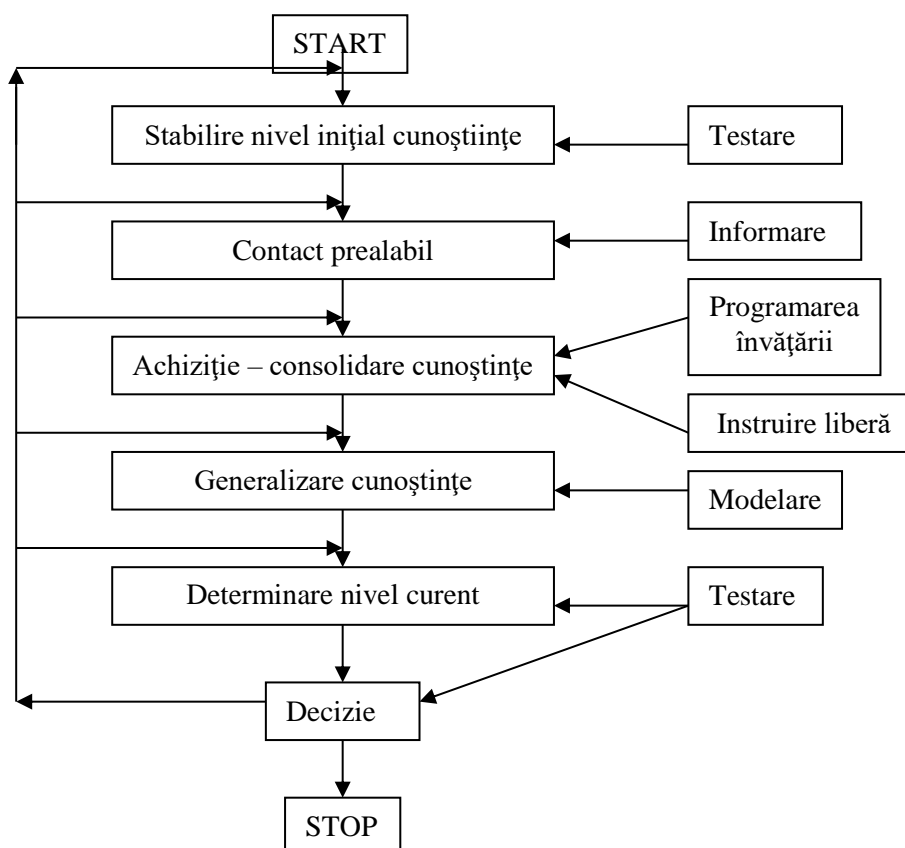 START
Stabilire nivel iniţial cunoştiinţe
Testare
Contact prealabil
Informare
Programarea
învăţării
Achiziţie – consolidare cunoştinţe
Instruire liberă
Generalizare cunoştinţe
Modelare
Determinare nivel curent
Testare
Decizie
STOP